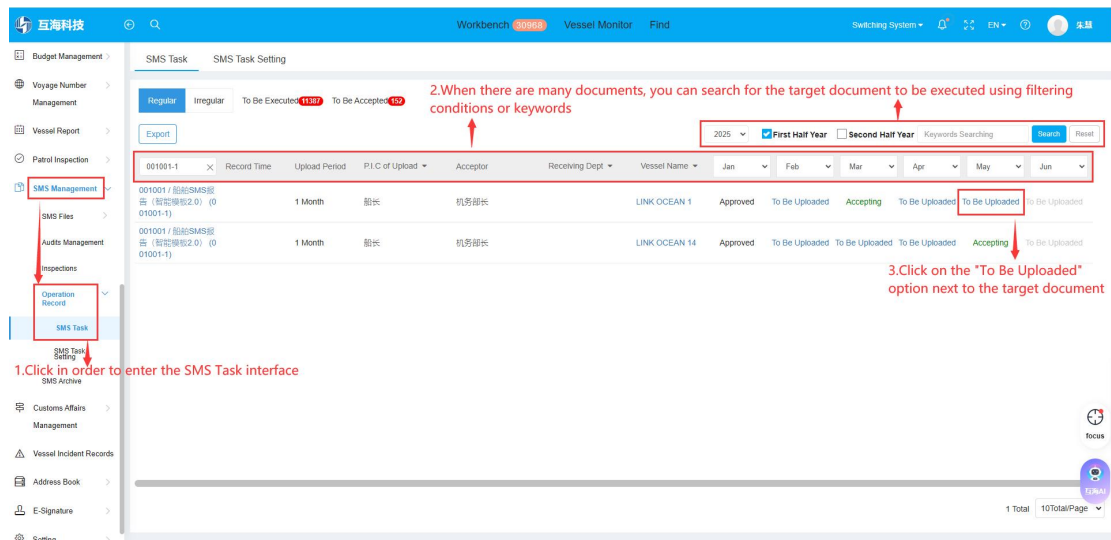 互海科技
Workbench 30968 Vessel Monitor Find
Switching System EN 朱慧
Budget Management
Voyage Number Management
Vessel Report
Patrol Inspection
SMS Management
SMS Files
Audits Management
Inspections
Operation Record
SMS Task
SMS Task Setting
SMS Archive
Customs Affairs Management
Vessel Incident Records
Address Book
E-Signature
Setting
SMS Task SMS Task Setting
Regular Irregular To Be Executed 11387 To Be Accepted 152
2.When there are many documents, you can search for the target document to be executed using filtering
conditions or keywords
Export
2025 First Half Year Second Half Year Keywords Searching Search Reset
001001-1 Record Time Upload Period P.I.C of Upload Acceptor Receiving Dept Vessel Name Jan Feb Mar Apr May Jun
001001 / 船舶SMS报
告（智能模板2.0） (0
01001-1)
1 Month 船长 机务部长 LINK OCEAN 1 Approved To Be Uploaded Accepting To Be Uploaded To Be Uploaded To Be Uploaded
001001 / 船舶SMS报
告（智能模板2.0） (0
01001-1)
1 Month 船长 机务部长 LINK OCEAN 14 Approved To Be Uploaded To Be Uploaded To Be Uploaded Accepting To Be Uploaded
3.Click on the "To Be Uploaded"
option next to the target document
1.Click in order to enter the SMS Task interface
focus
互海AI
1 Total 10Total/Page